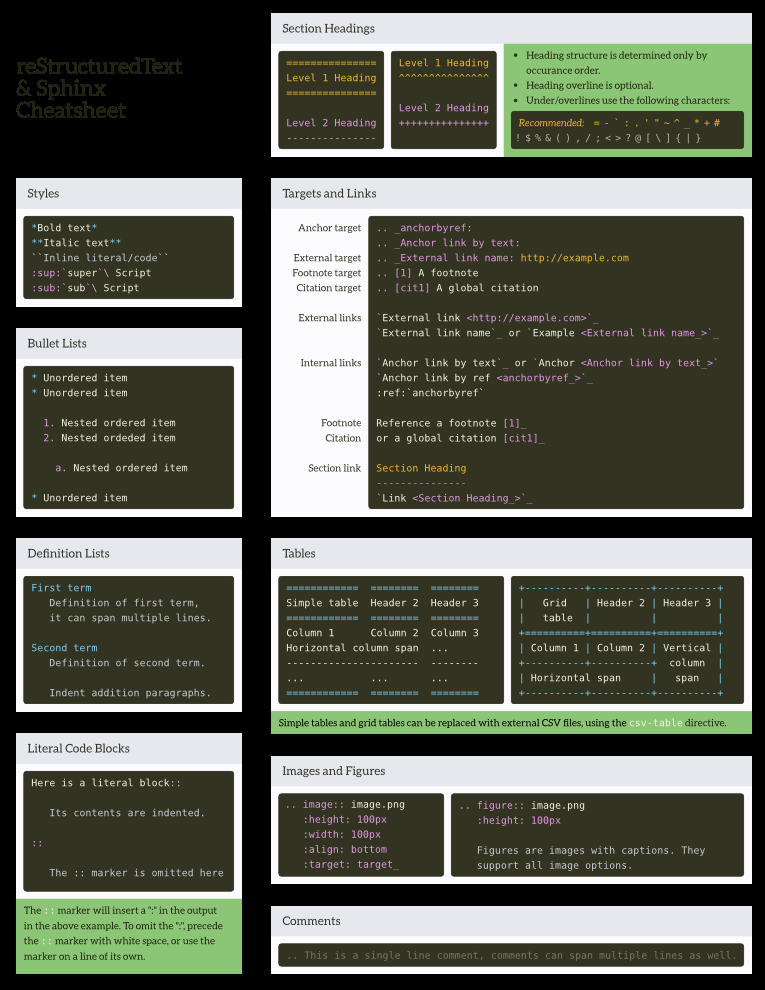 reStructuredText
& Sphinx
Cheatsheet
Section Headings
===============
Level 1 Heading
===============
Level 2 Heading
---------------
Level 1 Heading
^^^^^^^^^^^^^^^
Level 2 Heading
+++++++++++++++
• Heading structure is determined only by
occurance order.
• Heading overline is optional.
• Under/overlines use the following characters:
Recommended: = - ` : . ' " ~ ^ _ * + #
! $ % & ( ) , / ; < > ? @ [ \ ] { | }
Styles
*Bold text*
**Italic text**
``Inline literal/code``
:sup:`super`\ Script
:sub:`sub`\ Script
Bullet Lists
* Unordered item
* Unordered item
1. Nested ordered item
2. Nested ordeded item
a. Nested ordered item
* Unordered item
Targets and Links
Anchor target .. _anchorbyref:
.. _Anchor link by text:
External target .. _External link name: http://example.com
Footnote target .. [1] A footnote
Citation target .. [cit1] A global citation
External links `External link <http://example.com>`_
`External link name`_ or `Example <External link name_>`_
Internal links `Anchor link by text`_ or `Anchor <Anchor link by text_>`
`Anchor link by ref <anchorbyref_>`_
:ref:`anchorbyref`
Footnote Reference a footnote [1]_
Citation or a global citation [cit1]_
Section link Section Heading
---------------
`Link <Section Heading_>`_
Definition Lists
First term
Definition of first term,
it can span multiple lines.
Second term
Definition of second term.
Indent addition paragraphs.
Tables
============  ========  ========
Simple table  Header 2  Header 3
============  ========  ========
Column 1      Column 2  Column 3
Horizontal column span  ...
----------------------  --------
...           ...       ...
============  ========  ========
+----------+----------+----------+
|   Grid   | Header 2 | Header 3 |
|   table  |          |          |
+==========+==========+==========+
| Column 1 | Column 2 | Vertical |
+----------+----------+  column  |
| Horizontal span     |   span   |
+----------+----------+----------+
Simple tables and grid tables can be replaced with external CSV files, using the csv-table directive.
Literal Code Blocks
Here is a literal block::
Its contents are indented.
::
The :: marker is omitted here
The :: marker will insert a ":" in the output
in the above example. To omit the ":", precede
the :: marker with white space, or use the
marker on a line of its own.
Images and Figures
.. image:: image.png
:height: 100px
:width: 100px
:align: bottom
:target: target_
.. figure:: image.png
:height: 100px
Figures are images with captions. They
support all image options.
Comments
.. This is a single line comment, comments can span multiple lines as well.